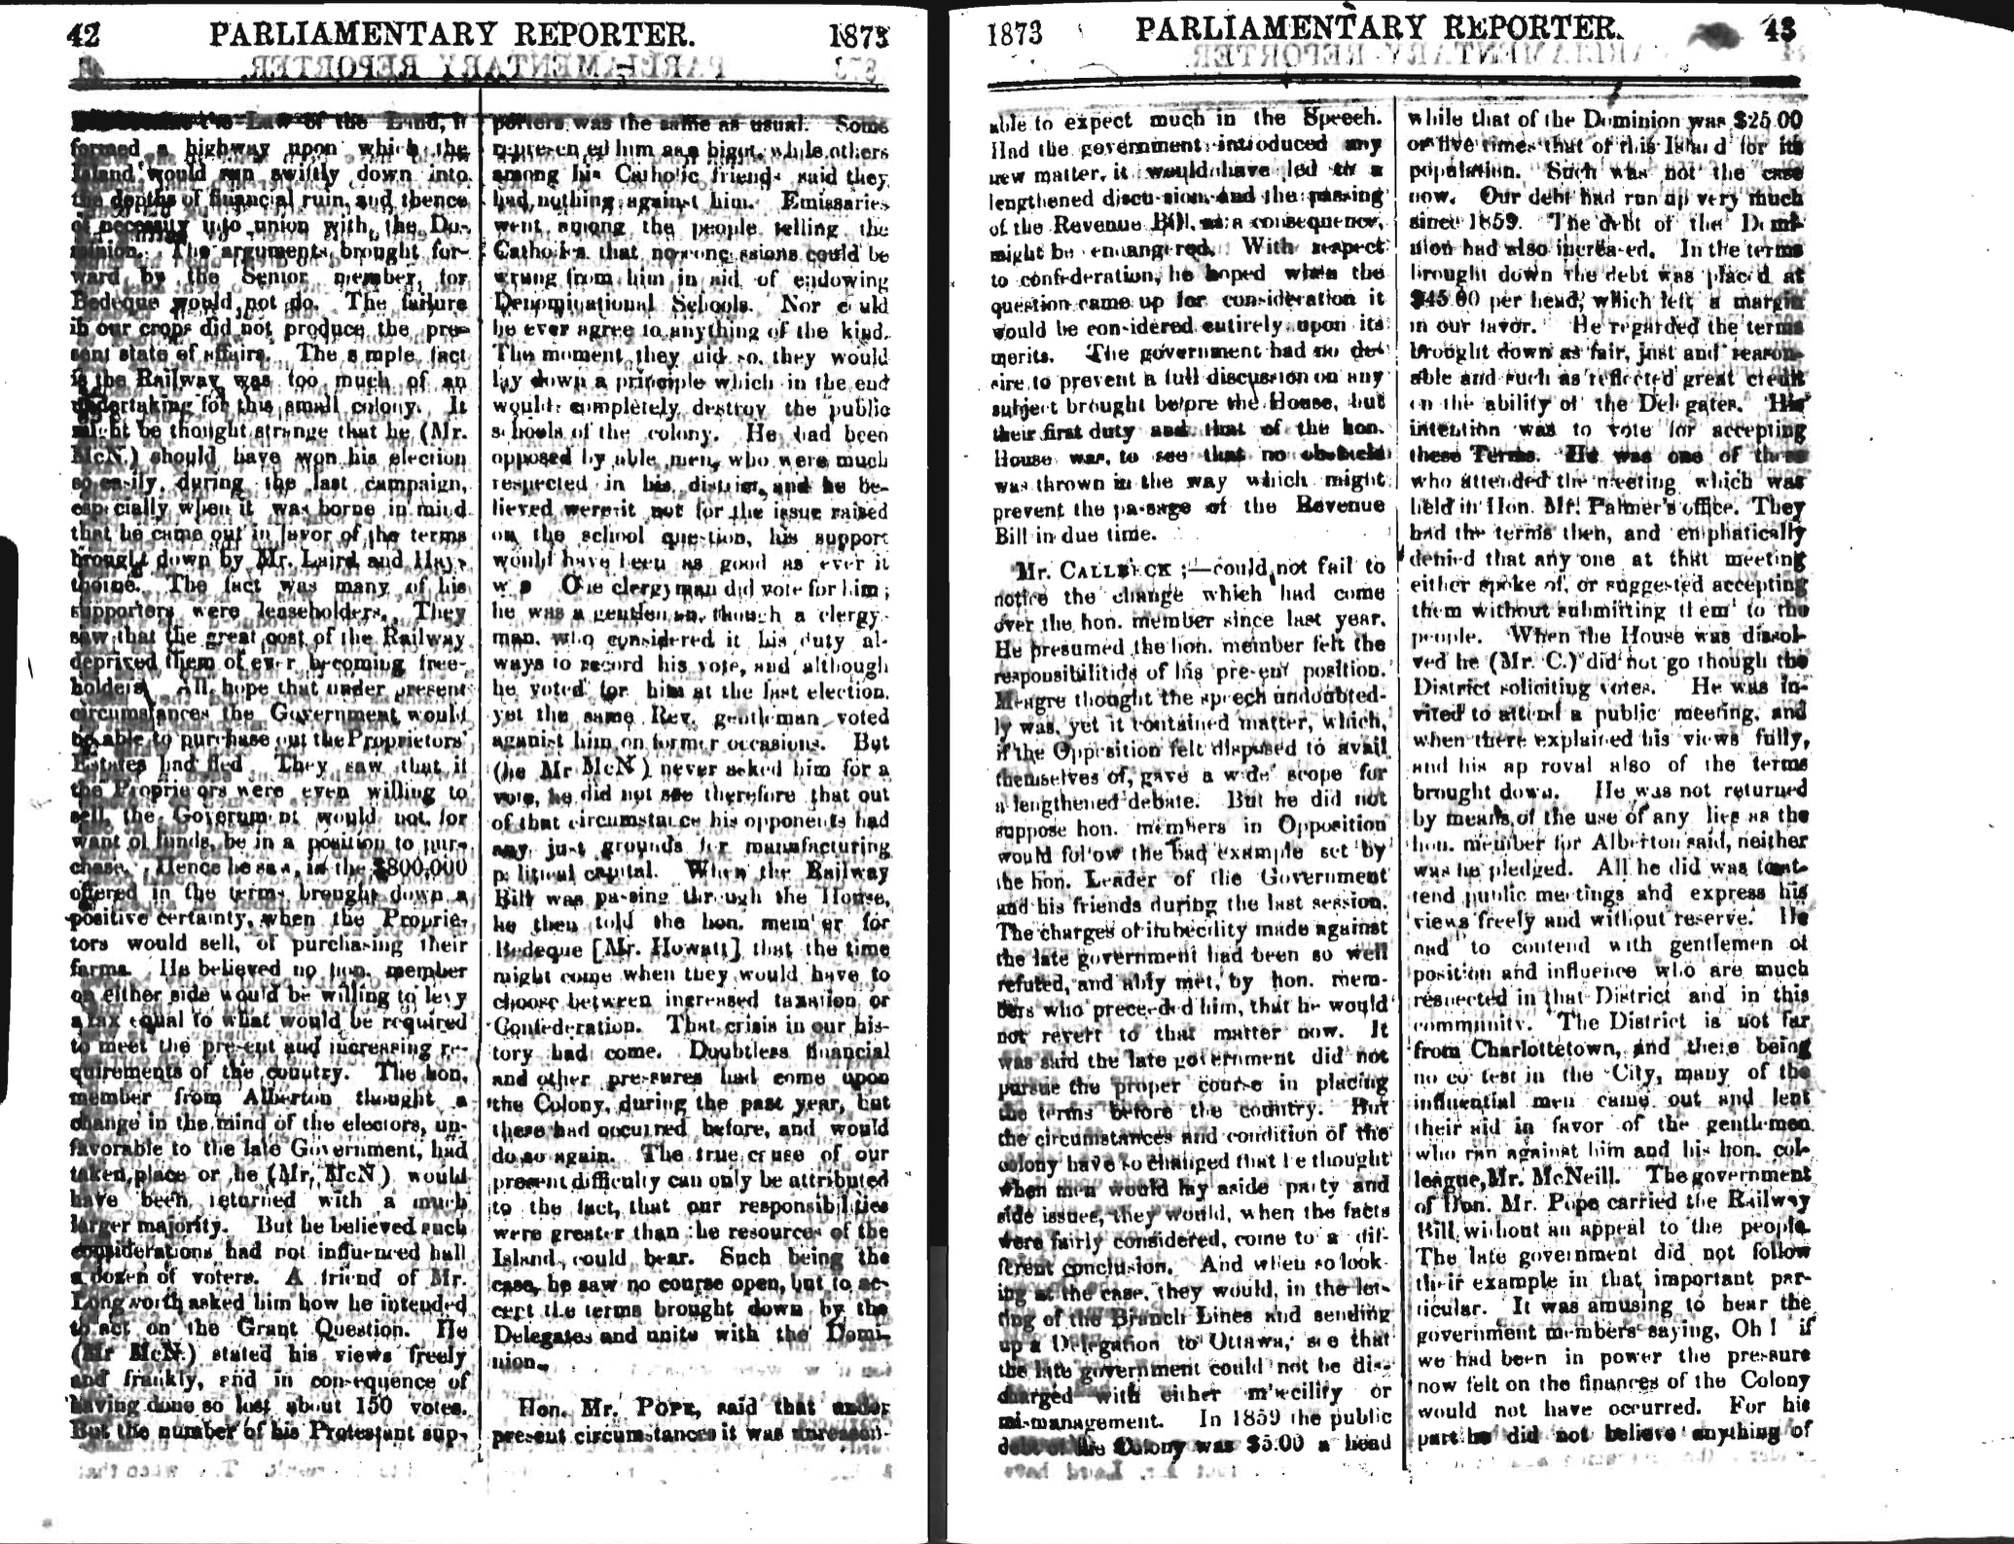 42 PARLIAMENTARY REPORTER. 1873
the Law of the Land, it
formed a highway upon which the
Island would run swiftly down into
the depths of financial ruin, and thence
of necessity into union with the Do-
minion. The arguments brought for-
ward by the Senior member for
Bedeque would not do. The failure
in our crops did not produce the pre-
sent state of affairs. The simple fact
is the Railway was too much of an
undertaking for this small colony. It
might be thought strange that he (Mr.
McN.) should have won his election
so easily, during the last campaign,
especially when it was borne in mind
that he came out in favor of the terms
brought down by Mr. Laird and Hay-
thorne. The fact was many of his
supporters were leaseholders. They
saw that the great cost of the Railway
deprived them of ever becoming free-
holders. All hope that under present
circumstances the Government would
be able to purchase out the Proprietors'
Estates had fled. They saw that if
the Proprietors were even willing to
sell, the Government would not, for
want of funds, be in a position to pur-
chase. Hence he saw, in the $800,000
offered in the terms brought down a
positive certainty, when the Proprie-
tors would sell, of purchasing their
farms. He believed no hon. member
on either side would be willing to levy
a tax equal to what would be required
to meet the present and increasing re-
quirements of the country. The hon.
member from Alberton thought a
change in the mind of the electors, un-
favorable to the late Government, had
taken place or he (Mr. McN) would
have been returned with a much
larger majority. But he believed such
considerations had not influenced half
a dozen of voters. A friend of Mr.
Longworth asked him how he intended
to act on the Grant Question. He
(Mr McN.) stated his views freely
and frankly, and in consequence of
having done so lost about 150 votes.
But the number of his Protestant sup-
porters was the same as usual. Some
represented him as a bigot, while others
among his Catholic friends said they
had nothing against him. Emissaries
went among the people telling the
Catholics that no concessions could be
wrung from him in aid of endowing
Denominational Schools. Nor could
he ever agree to anything of the kind.
The moment they did so, they would
lay down a principle which in the end
would completely destroy the public
schools of the colony. He had been
opposed by able men, who were much
respected in his district, and he be-
lieved were it not for the issue raised
on the school question, his support
would have been as good as ever it
was. One clergyman did vote for him;
he was a gentleman, though a clergy-
man, who considered it his duty al-
ways to record his vote, and although
he voted for him at the last election,
yet the same Rev. gentleman voted
against him on former occasions. But
(he Mr McN) never asked him for a
vote, he did not see therefore that out
of that circumstance his opponents had
any just grounds for manufacturing
political capital. When the Railway
Bill was passing through the House,
he then told the hon. member for
Bedeque [Mr. Howatt] that the time
might come when they would have to
choose between increased taxation or
Confederation. That crisis in our his-
tory had come. Doubtless financial
and other pressures had come upon
the Colony, during the past year, but
these had occurred before, and would
do so again. The true cause of our
present difficulty can only be attributed
to the fact, that our responsibilities
were greater than the resources of the
Island could bear. Such being the
case, he saw no course open, but to ac-
cept the terms brought down by the
Delegates and unite with the Domi-
nion.
Hon. Mr. POPE, said that under
present circumstances it was unreason-
1873 PARLIAMENTARY REPORTER. 43
able to expect much in the Speech.
Had the government introduced any
new matter, it would have led to a
lengthened discussion and the passing
of the Revenue Bill, as a consequence,
might be endangered. With respect
to confederation, he hoped when the
question came up for consideration it
would be considered entirely upon its
merits. The government had no de-
sire to prevent a full discussion on any
subject brought before the House, but
their first duty and that of the hon.
House was, to see that no obstacle
was thrown in the way which might
prevent the passage of the Revenue
Bill in due time.
Mr. CALLBECK ;—could not fail to
notice the change which had come
over the hon. member since last year.
He presumed the hon. member felt the
responsibilitids of his present position.
Meagre thought the speech undoubted-
ly was, yet it contained matter, which,
if the Opposition felt disposed to avail
themselves of, gave a wide scope for
a lengthened debate. But he did not
suppose hon. members in Opposition
would follow the bad example set by
the hon. Leader of the Government
and his friends during the last session.
The charges of imbecility made against
the late government had been so well
refuted, and ably met, by hon. mem-
bers who preceeded him, that he would
not revert to that matter now. It
was said the late government did not
pursue the proper course in placing
the terms before the country. But
the circumstances and condition of the
colony have so changed that he thought
when men would lay aside party and
side issues, they would, when the facts
were fairly considered, come to a dif-
ferent conclusion. And when so look-
ing at the case, they would, in the let-
ting of the Branch Lines and sending
up a Delegation to Ottawa, see that
the late government could not be dis-
charged with either imbecility or
mismanagement. In 1859 the public
debt of the Colony was $5.00 a head
while that of the Dominion was $25.00
or five times that of this Island for its
population. Such was not the case
now. Our debt had run up very much
since 1859. The debt of the Domi-
nion had also increased. In the terms
brought down the debt was placed at
$45.00 per head, which left a margin
in our favor. He regarded the terms
brought down as fair, just and reason-
able and such as reflected great credit
on the ability of the Delegates. His
intention was to vote for accepting
these Terms. He was one of those
who attended the meeting which was
held in Hon. Mr. Palmer's office. They
had the terms then, and emphatically
denied that any one at that meeting
either spoke of, or suggested accepting
them without submitting them to the
people. When the House was dissol-
ved he (Mr. C.) did not go though the
District soliciting votes. He was in-
vited to attend a public meeting, and
when there explained his views fully,
and his approval also of the terms
brought down. He was not returned
by means of the use of any lies as the
hon. member for Alberton said, neither
was he pledged. All he did was to at-
tend public meetings and express his
views freely and without reserve. He
had to contend with gentlemen of
position and influence who are much
respected in that District and in this
community. The District is not far
from Charlottetown, and there being
no contest in the City, many of the
influential men came out and lent
their aid in favor of the gentlemen
who ran against him and his hon. col-
league, Mr. McNeill. The government
of Hon. Mr. Pope carried the Railway
Bill without an appeal to the people.
The late government did not follow
their example in that important par-
ticular. It was amusing to hear the
government members saying, Oh! if
we had been in power the pressure
now felt on the finances of the Colony
would not have occurred. For his
part he did not believe anything of